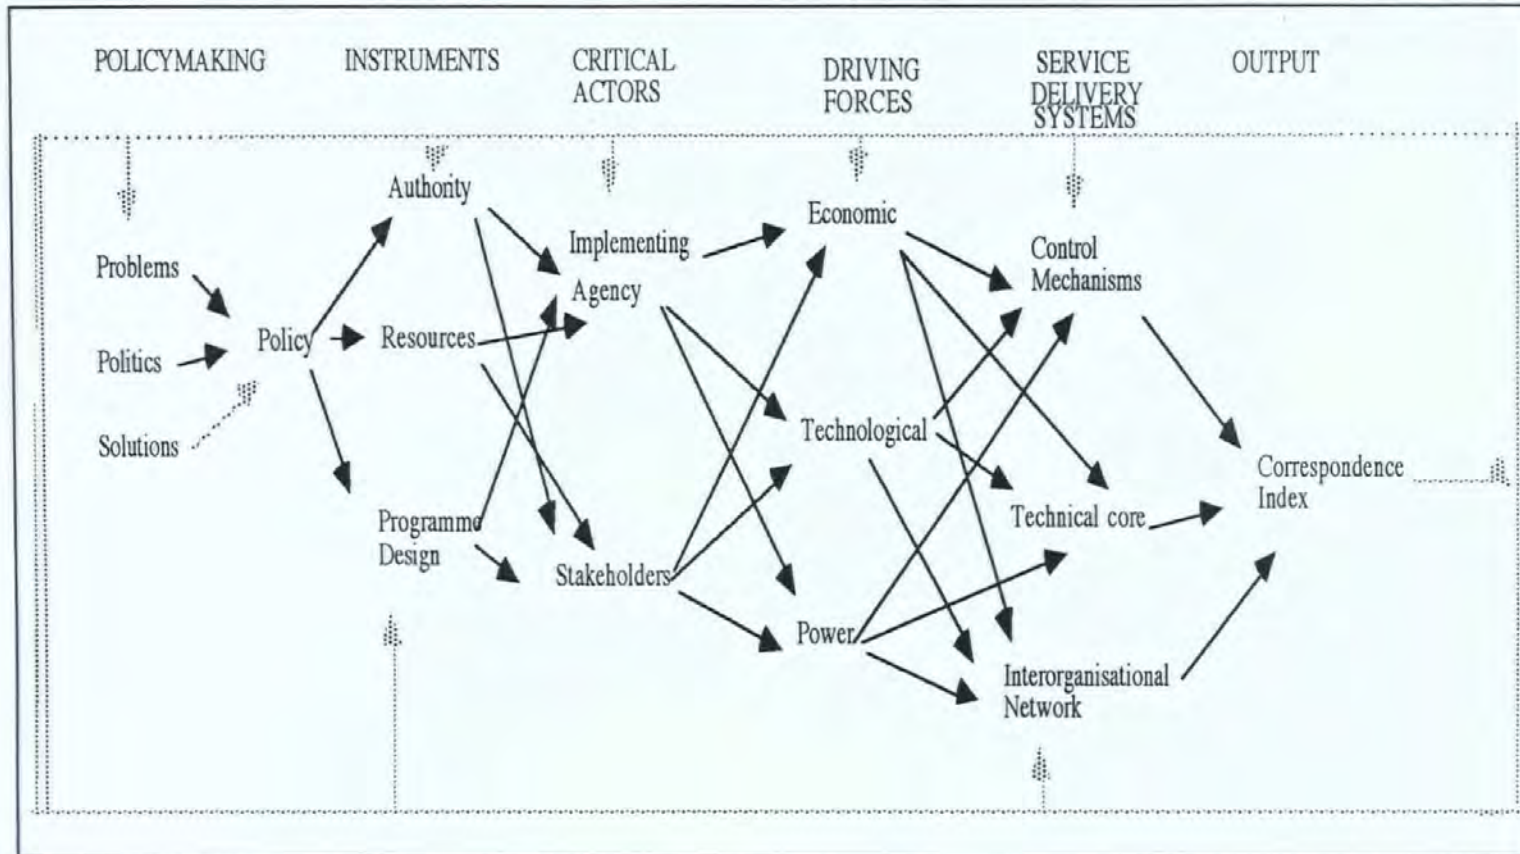 POLICYMAKING
INSTRUMENTS
CRITICAL
ACTORS
DRIVING
FORCES
SERVICE
DELIVERY
SYSTEMS
OUTPUT
Problems
Politics
Solutions
Policy
Authority
Resources
Programme
Design
Implementing
Agency
Stakeholders
Economic
Technological
Power
Control
Mechanisms
Technical core
Interorganisational
Network
Correspondence
Index